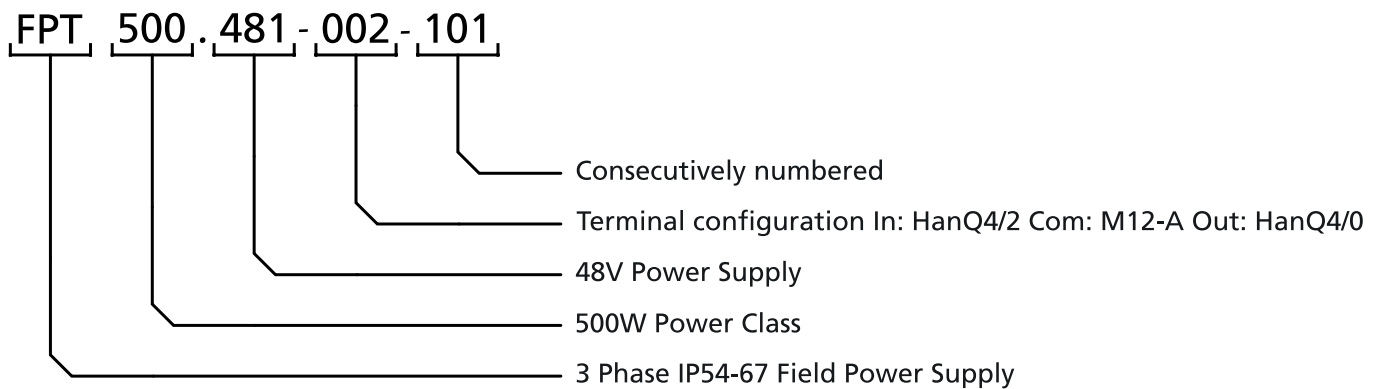 FPT 500.481-002-101
Consecutively numbered
Terminal configuration In: HanQ4/2 Com: M12-A Out: HanQ4/0
48V Power Supply
500W Power Class
3 Phase IP54-67 Field Power Supply